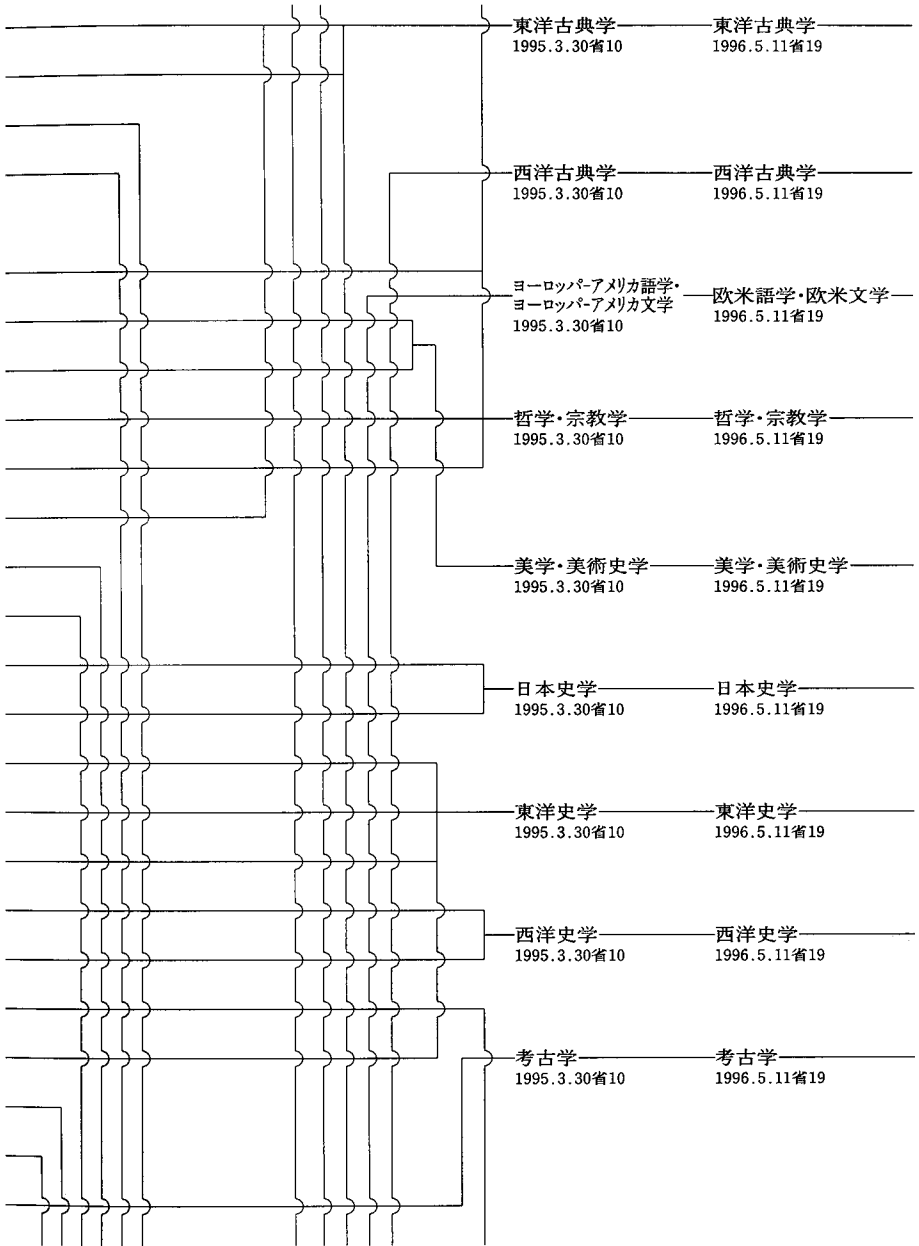 東洋古典学
1995.3.30省10
東洋古典学
1996.5.11省19
西洋古典学
1995.3.30省10
西洋古典学
1996.5.11省19
ヨーロッパ-アメリカ語学・
ヨーロッパ-アメリカ文学
1995.3.30省10
欧米語学・欧米文学
1996.5.11省19
哲学・宗教学
1995.3.30省10
哲学・宗教学
1996.5.11省19
美学・美術史学
1995.3.30省10
美学・美術史学
1996.5.11省19
日本史学
1995.3.30省10
日本史学
1996.5.11省19
東洋史学
1995.3.30省10
東洋史学
1996.5.11省19
西洋史学
1995.3.30省10
西洋史学
1996.5.11省19
考古学
1995.3.30省10
考古学
1996.5.11省19